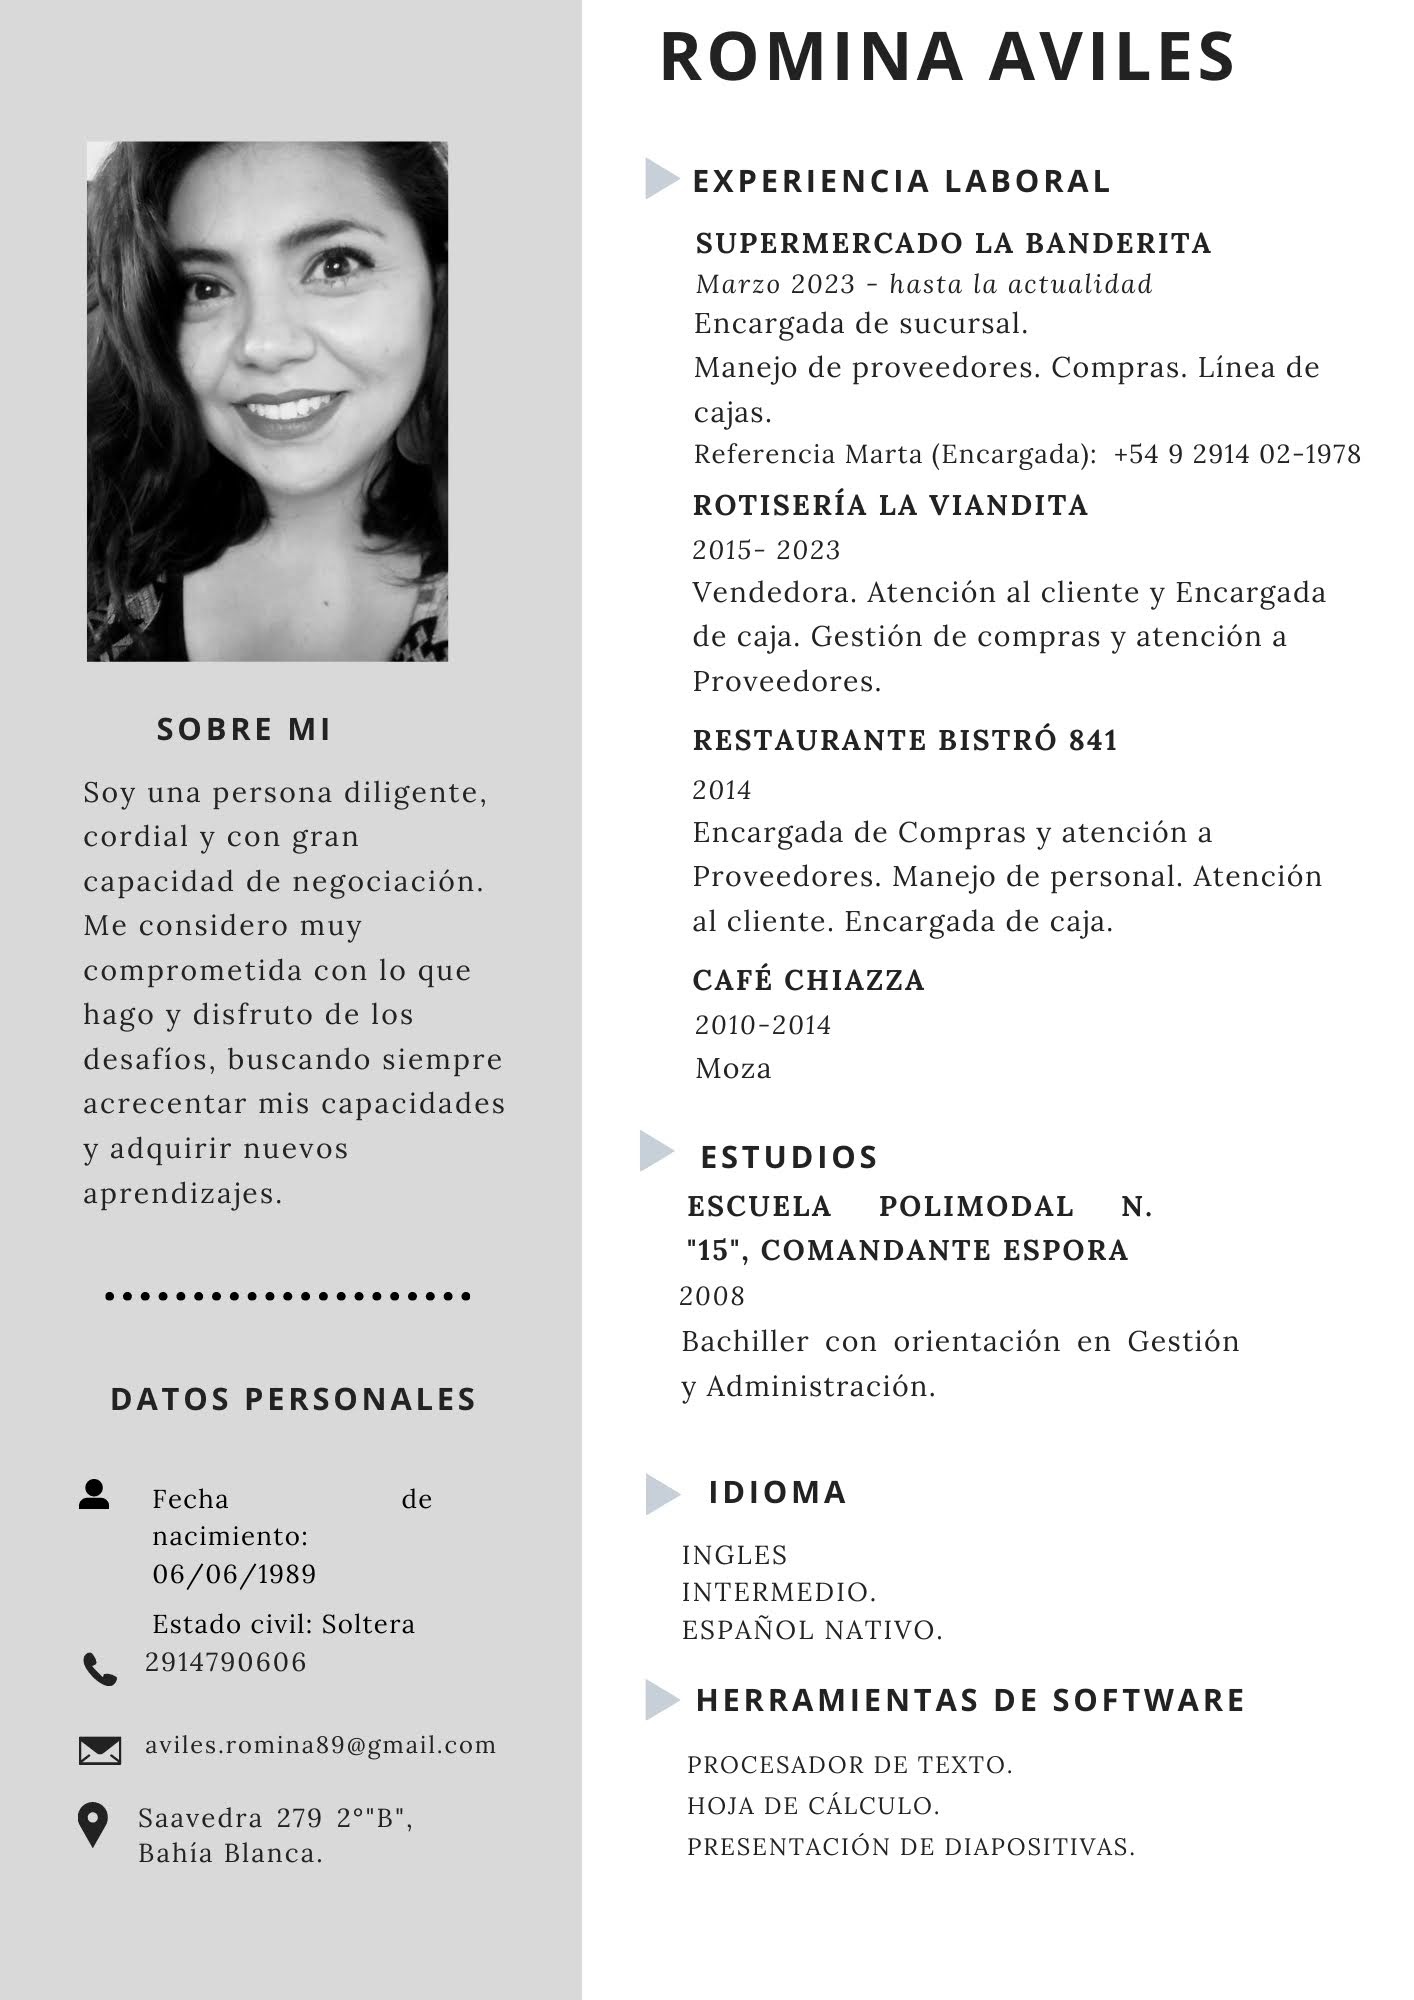 ROMINA AVILES
SOBRE MI
Soy una persona diligente,
cordial y con gran
capacidad de negociación.
Me considero muy
comprometida con lo que
hago y disfruto de los
desafíos, buscando siempre
acrecentar mis capacidades
y adquirir nuevos
aprendizajes.
DATOS PERSONALES
Fecha de
nacimiento:
06/06/1989
Estado civil: Soltera
2914790606
aviles.romina89@gmail.com
Saavedra 279 2°"B",
Bahía Blanca.
EXPERIENCIA LABORAL
SUPERMERCADO LA BANDERITA
Marzo 2023 - hasta la actualidad
Encargada de sucursal.
Manejo de proveedores. Compras. Línea de
cajas.
Referencia Marta (Encargada): +54 9 2914 02-1978
ROTISERÍA LA VIANDITA
2015- 2023
Vendedora. Atención al cliente y Encargada
de caja. Gestión de compras y atención a
Proveedores.
RESTAURANTE BISTRÓ 841
2014
Encargada de Compras y atención a
Proveedores. Manejo de personal. Atención
al cliente. Encargada de caja.
CAFÉ CHIAZZA
2010-2014
Moza
ESTUDIOS
ESCUELA POLIMODAL N.
"15", COMANDANTE ESPORA
2008
Bachiller con orientación en Gestión
y Administración.
IDIOMA
INGLES
INTERMEDIO.
ESPAÑOL NATIVO.
HERRAMIENTAS DE SOFTWARE
PROCESADOR DE TEXTO.
HOJA DE CÁLCULO.
PRESENTACIÓN DE DIAPOSITIVAS.